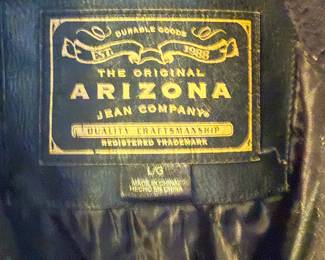 DURABLE GOODS
EST. 1988
THE ORIGINAL
ARIZONA
JEAN COMPANY®
QUALITY CRAFTSMANSHIP
REGISTERED TRADEMARK
L/G
MADE IN CHINA
HECHO EN CHINA